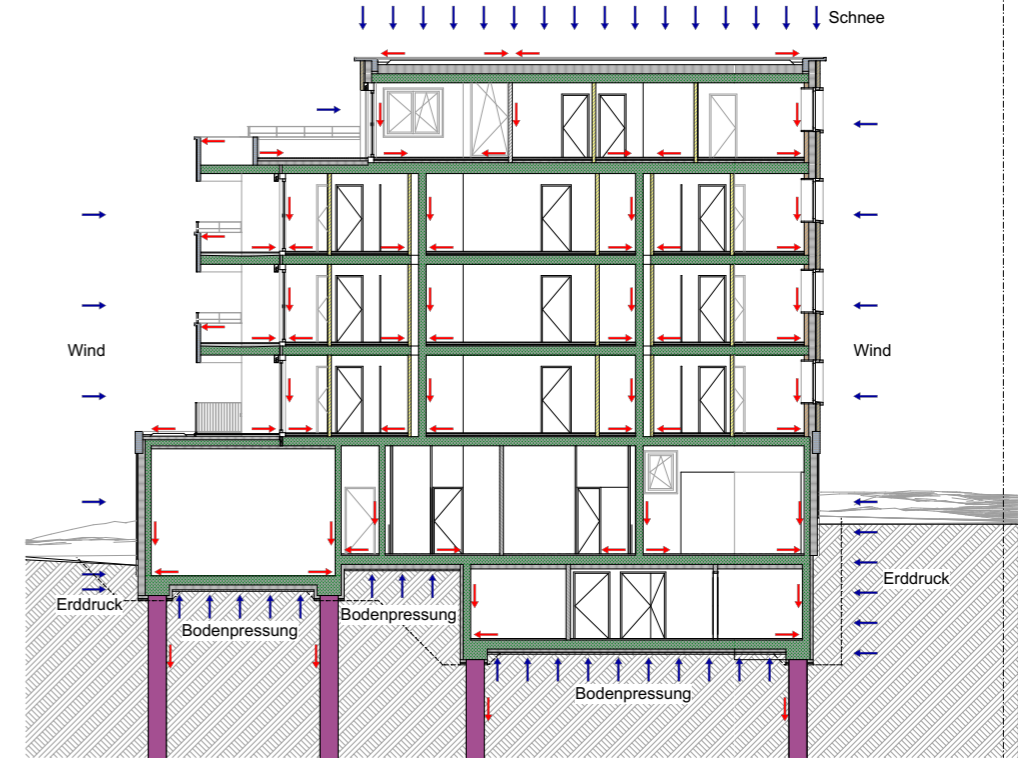 Schnee
Wind
Wind
Erddruck
Erddruck
Bodenpressung
Bodenpressung
Bodenpressung